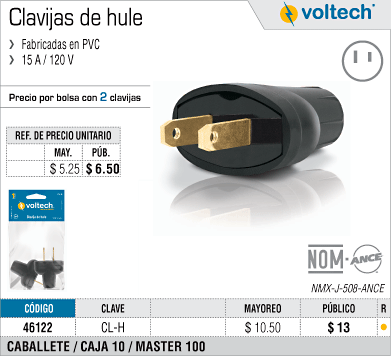 Clavijas de hule
voltech
› Fabricadas en PVC
› 15 A / 120 V
Precio por bolsa con 2 clavijas
REF. DE PRECIO UNITARIO
MAY. PÚB.
$ 5.25 $ 6.50
voltech
NOM-ANCE
NMX-J-508-ANCE
CÓDIGO CLAVE MAYOREO PÚBLICO R
46122 CL-H $ 10.50 $ 13
CABALLETE / CAJA 10 / MASTER 100